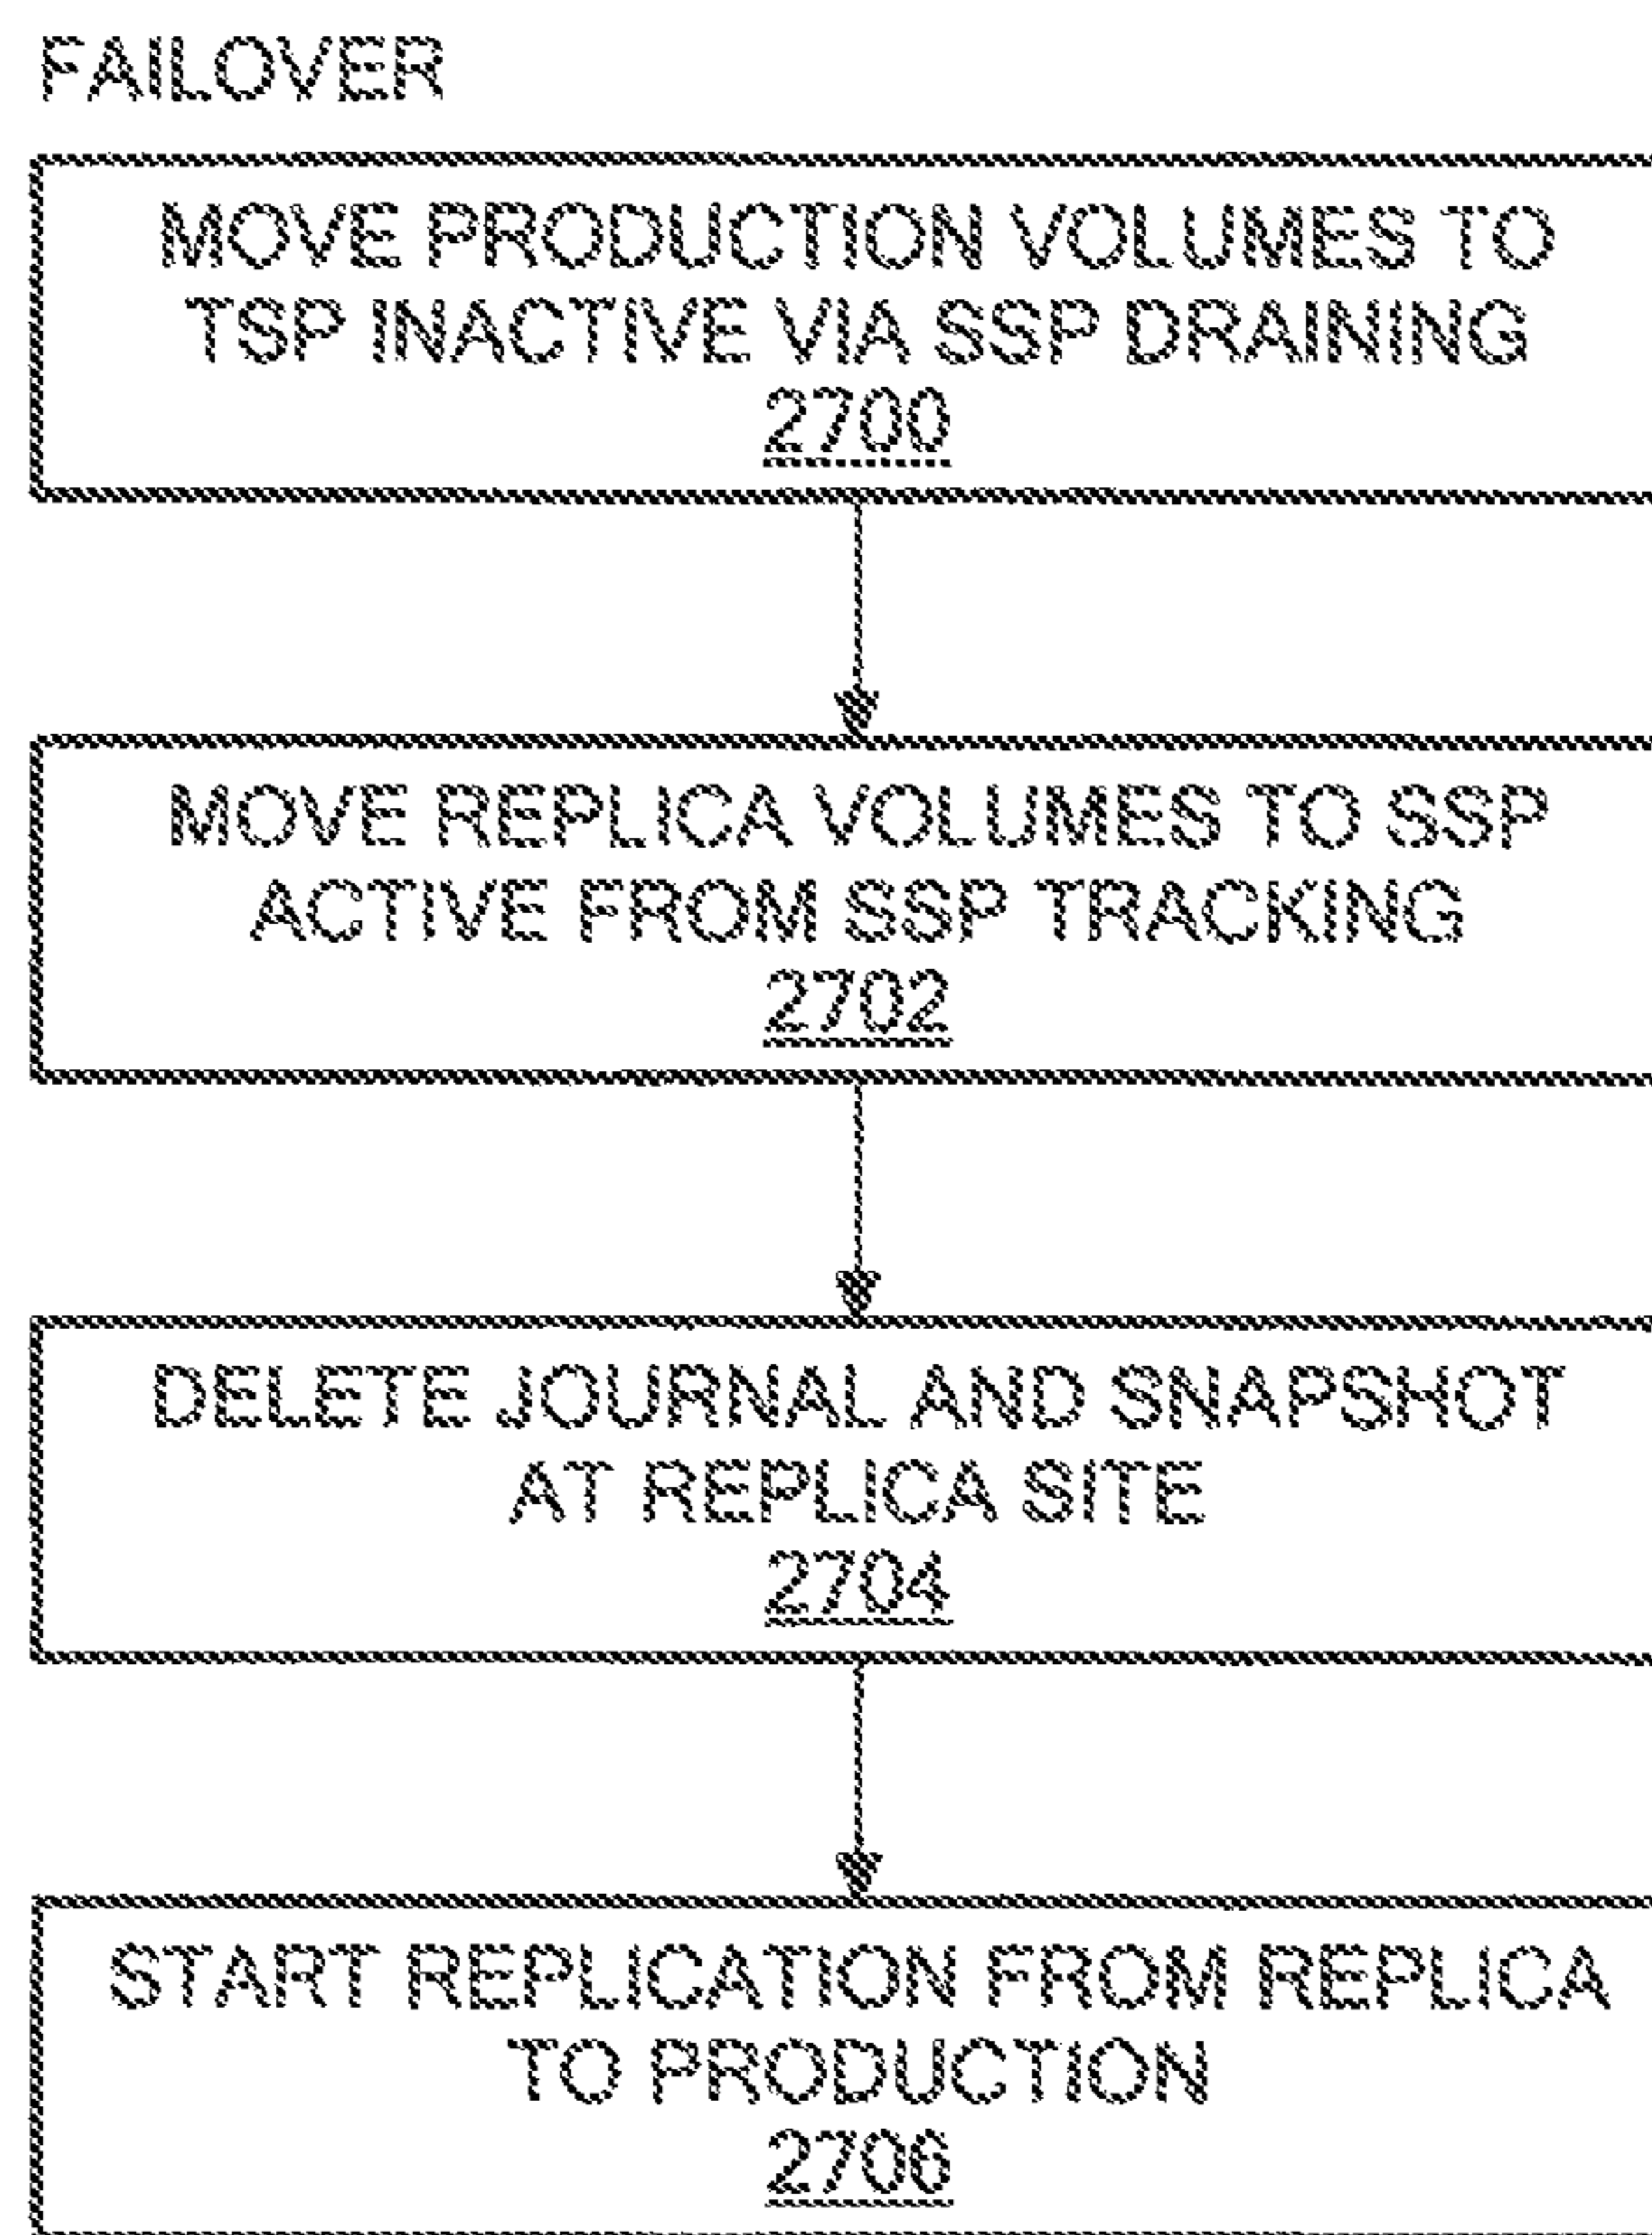 FAILOVER
MOVE PRODUCTION VOLUMES TO
TSP INACTIVE VIA SSP DRAINING
2700
MOVE REPLICA VOLUMES TO SSP
ACTIVE FROM SSP TRACKING
2702
DELETE JOURNAL AND SNAPSHOT
AT REPLICA SITE
2704
START REPLICATION FROM REPLICA
TO PRODUCTION
2706